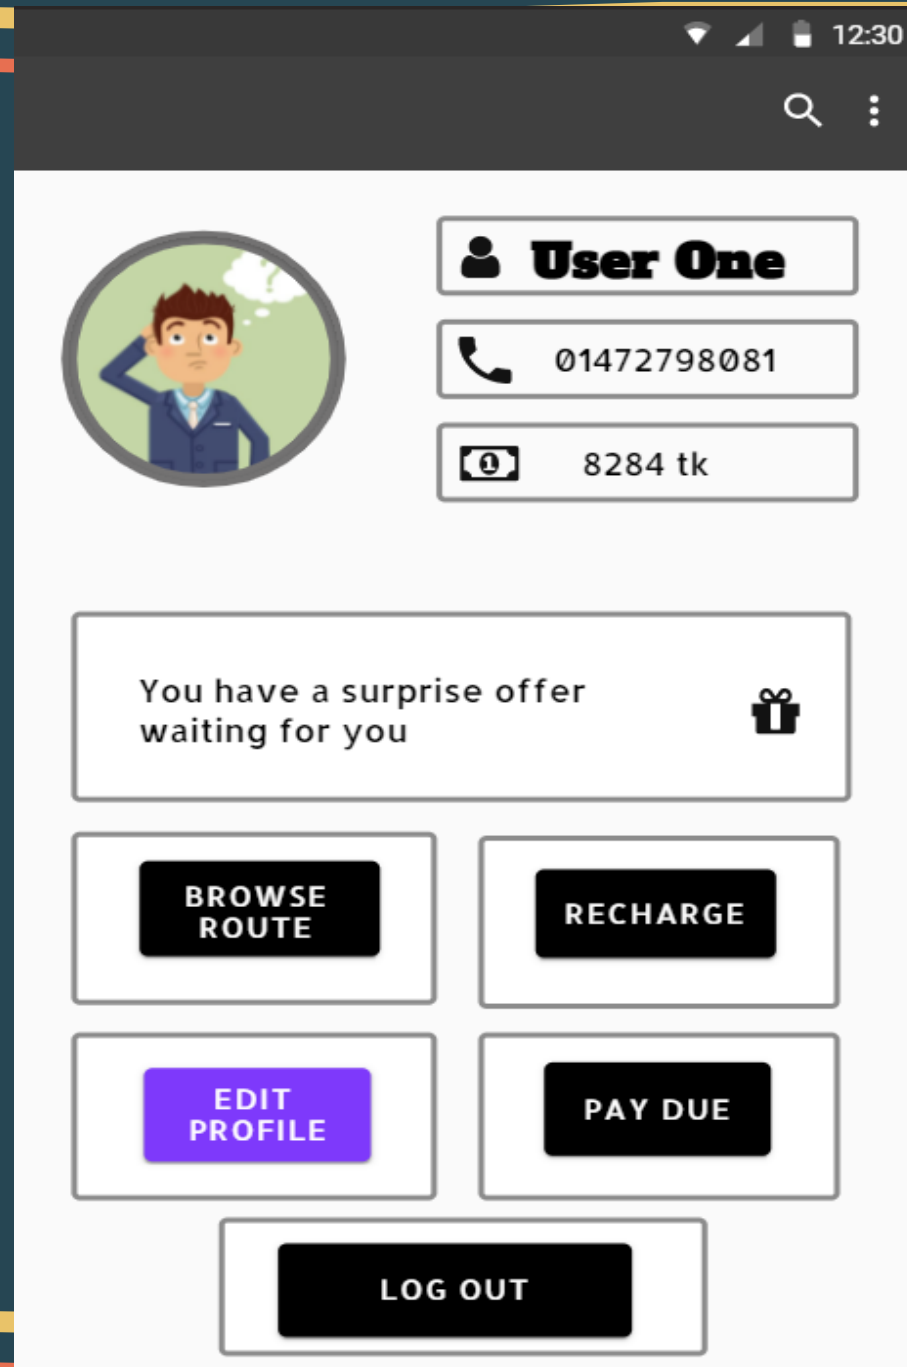 12:30
User One
01472798081
8284 tk
You have a surprise offer
waiting for you
BROWSE
ROUTE
RECHARGE
EDIT
PROFILE
PAY DUE
LOG OUT